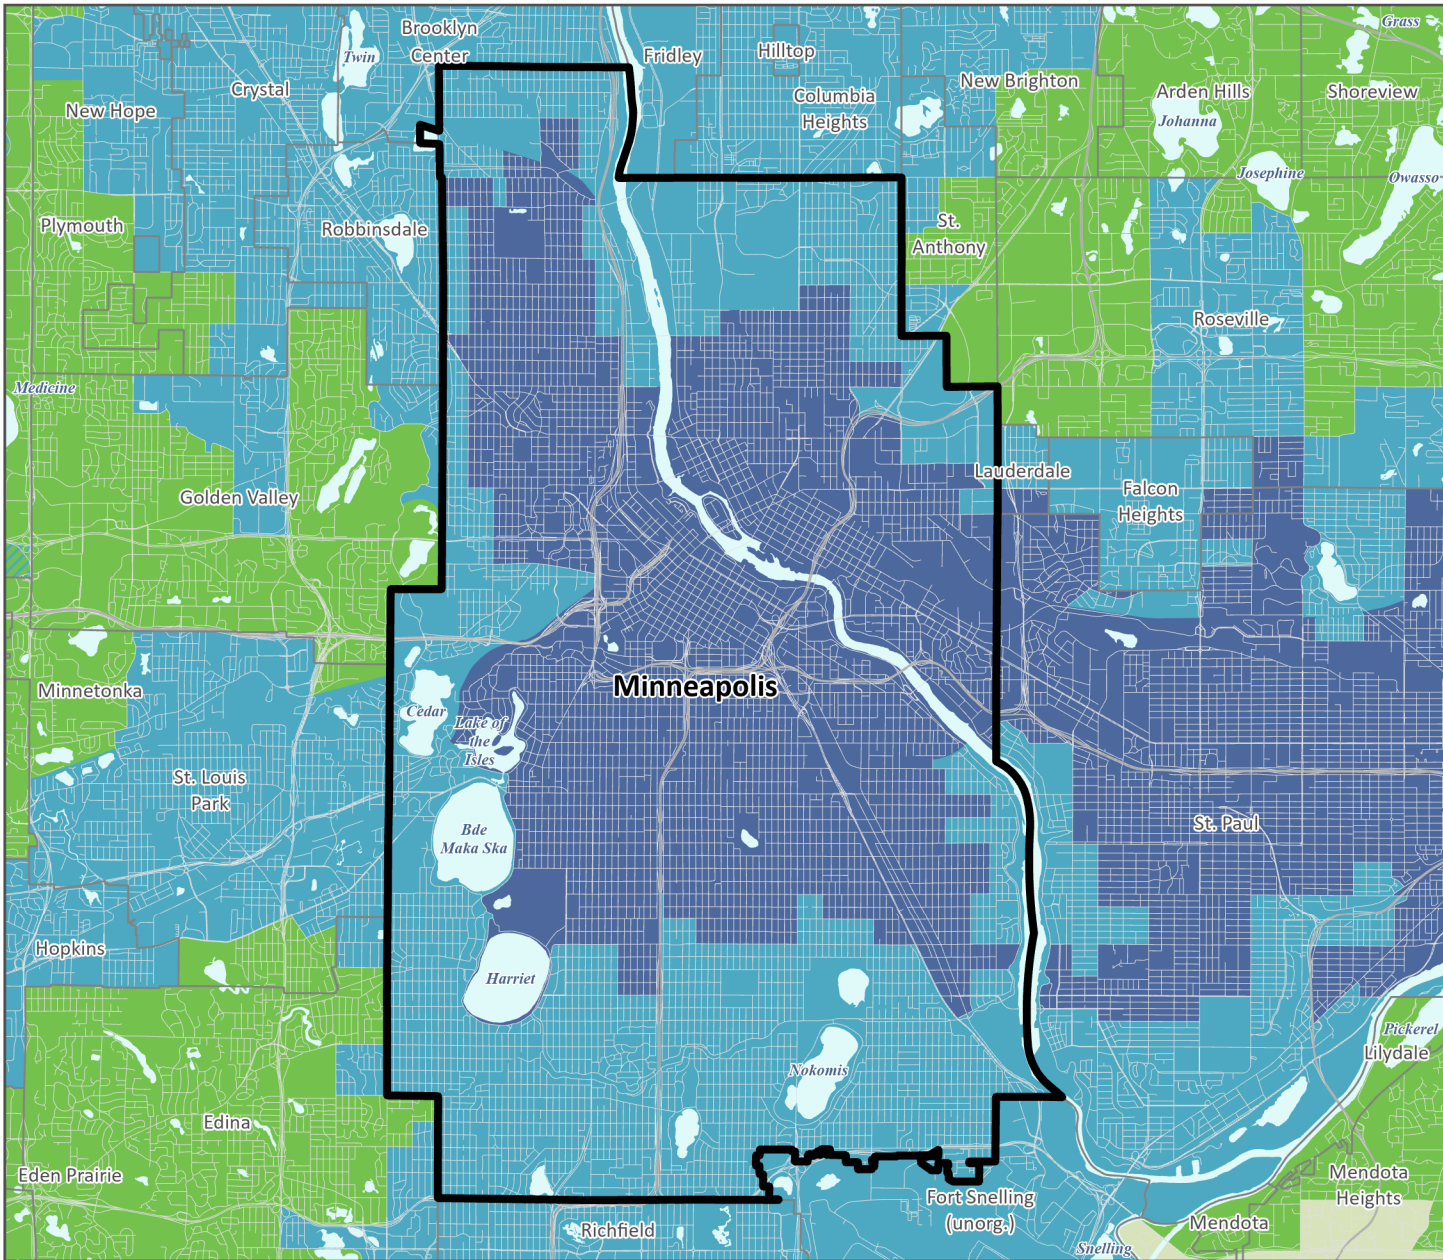 Grass
Brooklyn
Center
Twin
Fridley
Hilltop
New Brighton
Crystal
Arden Hills
Shoreview
New Hope
Columbia
Heights
Johanna
Josephine
Owasso
Plymouth
Robbinsdale
St.
Anthony
Roseville
Medicine
Golden Valley
Lauderdale
Falcon
Heights
Minnetonka
Minneapolis
Cedar
Lake of
the
Isles
St. Louis
Park
Bde
Maka Ska
St. Paul
Hopkins
Harriet
Pickerel
Lilydale
Nokomis
Edina
Eden Prairie
Mendota
Heights
Fort Snelling
(unorg.)
Richfield
Mendota
Snelling